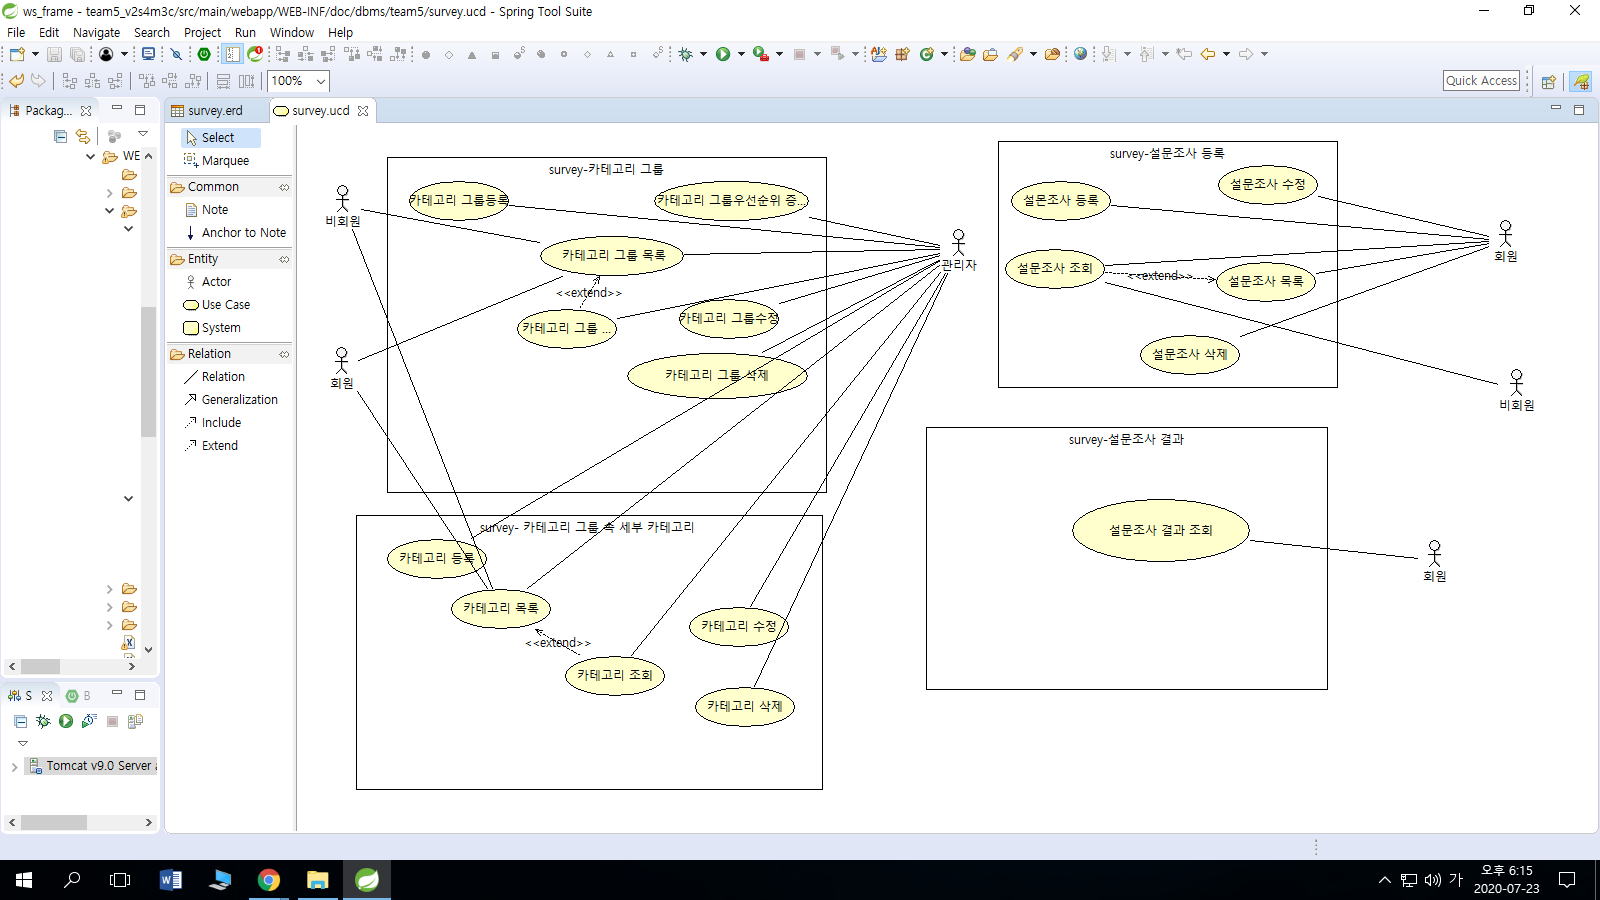 ws_frame - team5_v2s4m3c/src/main/webapp/WEB-INF/doc/dbms/team5/survey.ucd - Spring Tool Suite
File Edit Navigate Search Project Run Window Help
100%
Quick Access
Packag...
survey.erd
survey.ucd
WE
Select
Marquee
Common
Note
Anchor to Note
Entity
Actor
Use Case
System
Relation
Relation
Generalization
Include
Extend
S
B
Tomcat v9.0 Server
survey-카테고리 그룹
카테고리 그룹등록
카테고리 그룹우선순위 증...
카테고리 그룹 목록
<<extend>>
카테고리 그룹 ...
카테고리 그룹수정
카테고리 그룹 삭제
비회원
회원
관리자
survey- 카테고리 그룹 속 세부 카테고리
카테고리 등록
카테고리 목록
<<extend>>
카테고리 조회
카테고리 수정
카테고리 삭제
survey-설문조사 등록
설문조사 수정
설몬조사 등록
설문조사 조회
<<extend>>
설문조사 목록
설문조사 삭제
회원
비회원
survey-설문조사 결과
설문조사 결과 조회
회원
가
오후 6:15
2020-07-23